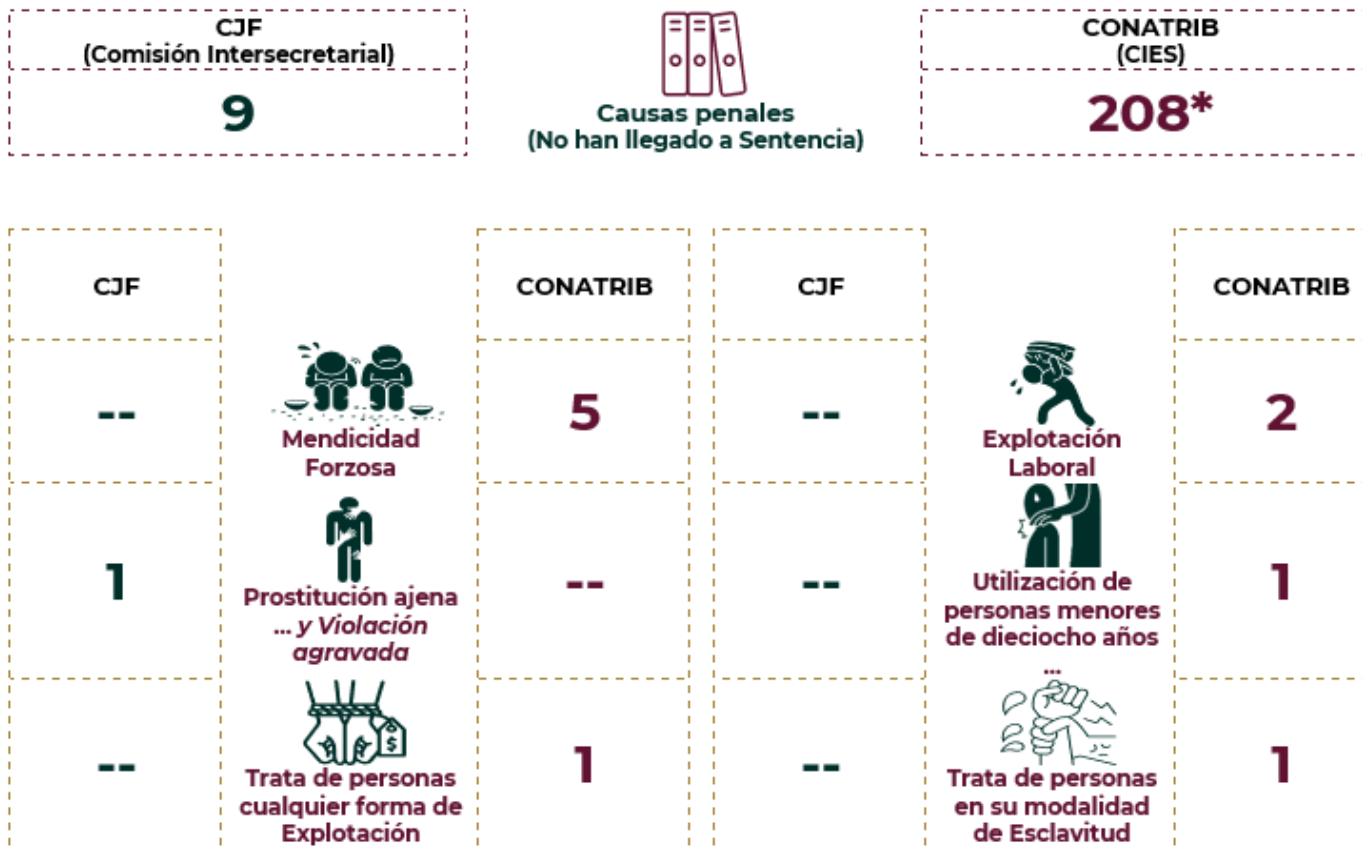 CJF
(Comisión Intersecretarial)
9
Causas penales
(No han llegado a Sentencia)
CONATRIB
(CIES)
208*
CJF
CONATRIB
CJF
CONATRIB
--
Mendicidad
Forzosa
5
--
Explotación
Laboral
2
1
Prostitución ajena
... y Violación
agravada
--
--
Utilización de
personas menores
de dieciocho años
...
1
--
$
Trata de personas
cualquier forma de
Explotación
1
--
Trata de personas
en su modalidad
de Esclavitud
1